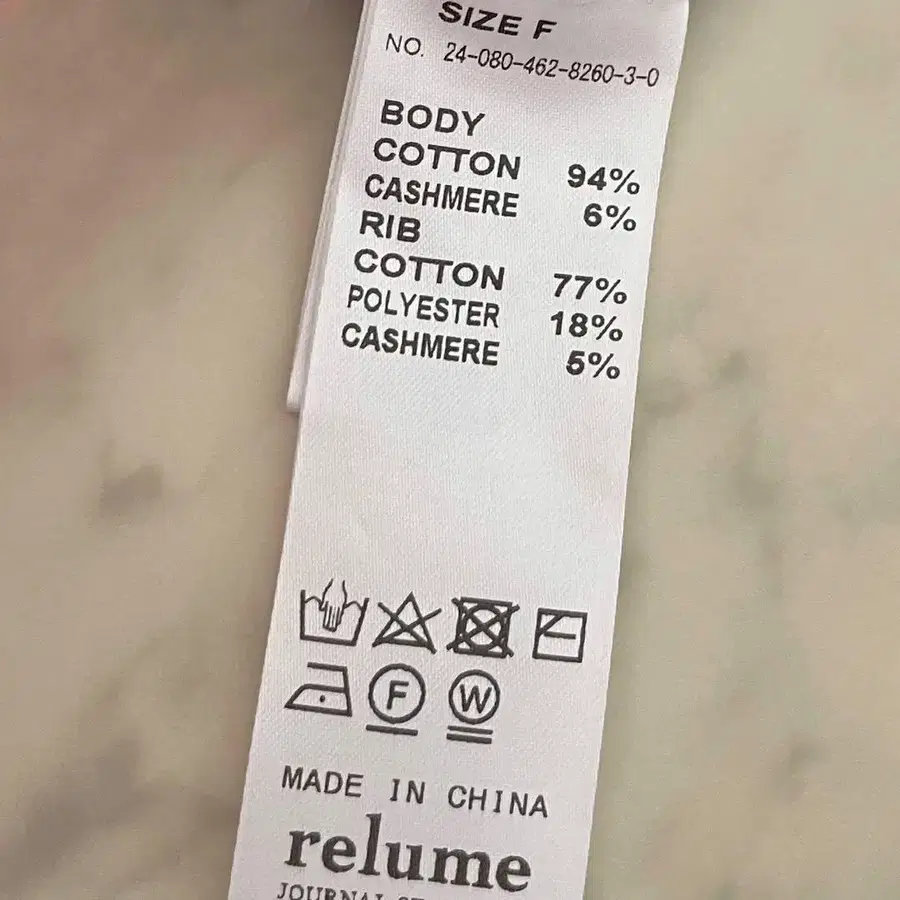 SIZE F
NO. 24-080-462-8260-3-0
BODY
COTTON 94%
CASHMERE 6%
RIB
COTTON 77%
POLYESTER 18%
CASHMERE 5%
F W
MADE IN CHINA
relume
JOURNAL